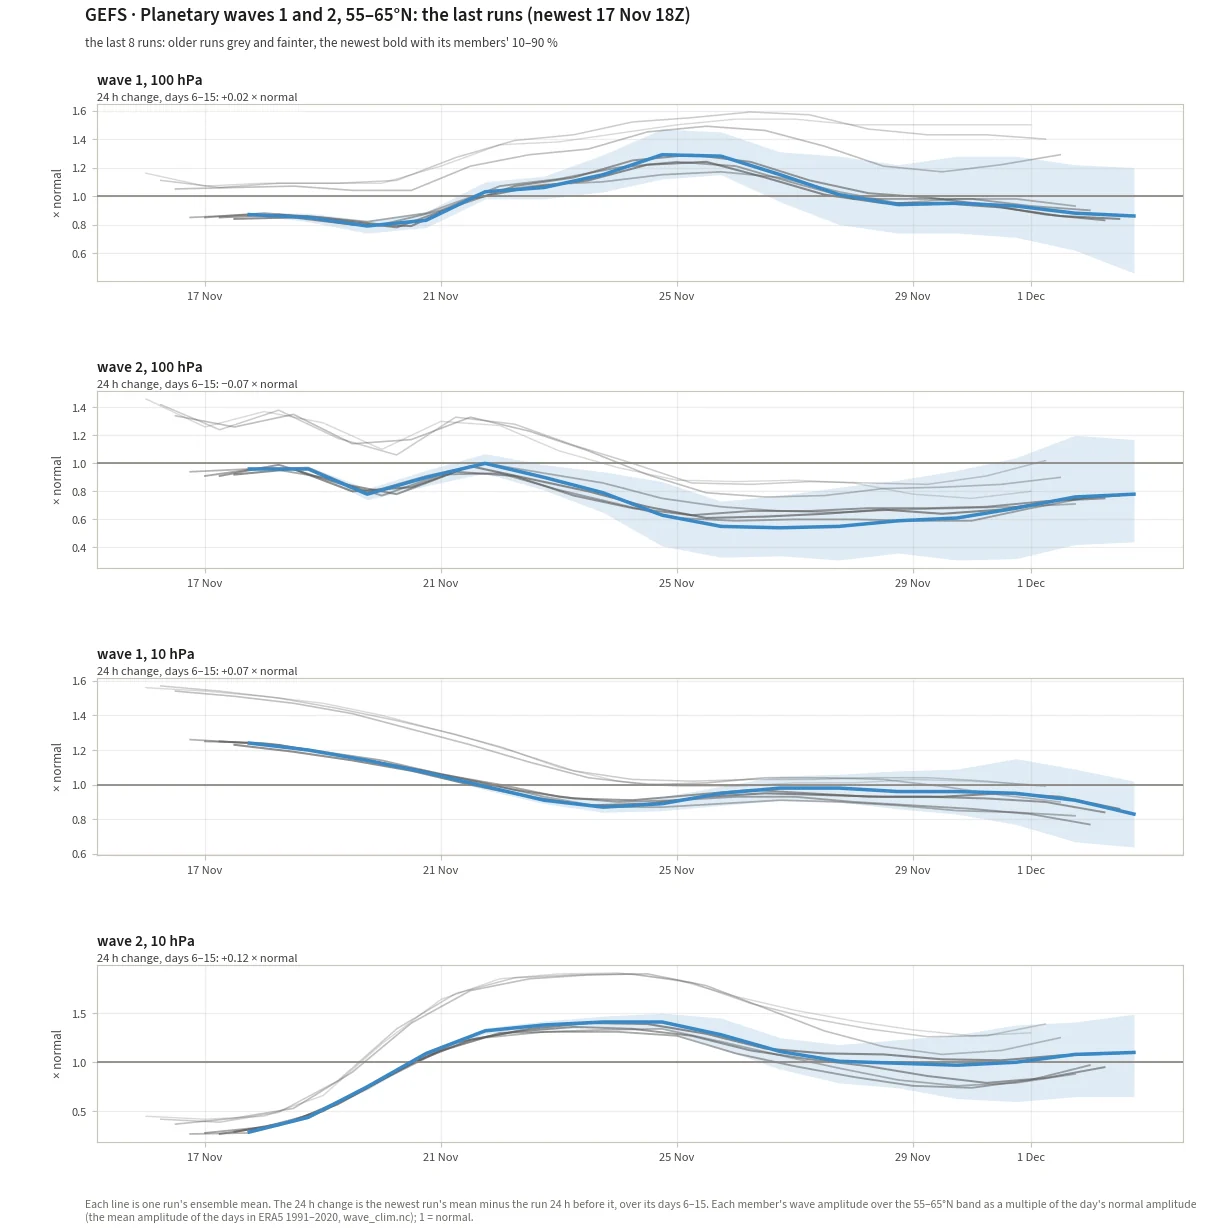 GEFS · Planetary waves 1 and 2, 55–65°N: the last runs (newest 17 Nov 18Z)
the last 8 runs: older runs grey and fainter, the newest bold with its members' 10–90 %
wave 1, 100 hPa
24 h change, days 6–15: +0.02 × normal
1.6
1.4
1.2
1.0
0.8
0.6
× normal
17 Nov
21 Nov
25 Nov
29 Nov
1 Dec
wave 2, 100 hPa
24 h change, days 6–15: −0.07 × normal
1.4
1.2
1.0
0.8
0.6
0.4
× normal
17 Nov
21 Nov
25 Nov
29 Nov
1 Dec
wave 1, 10 hPa
24 h change, days 6–15: +0.07 × normal
1.6
1.4
1.2
1.0
0.8
0.6
× normal
17 Nov
21 Nov
25 Nov
29 Nov
1 Dec
wave 2, 10 hPa
24 h change, days 6–15: +0.12 × normal
1.5
1.0
0.5
× normal
17 Nov
21 Nov
25 Nov
29 Nov
1 Dec
Each line is one run's ensemble mean. The 24 h change is the newest run's mean minus the run 24 h before it, over its days 6–15. Each member's wave amplitude over the 55–65°N band as a multiple of the day's normal amplitude
(the mean amplitude of the days in ERA5 1991–2020, wave_clim.nc); 1 = normal.